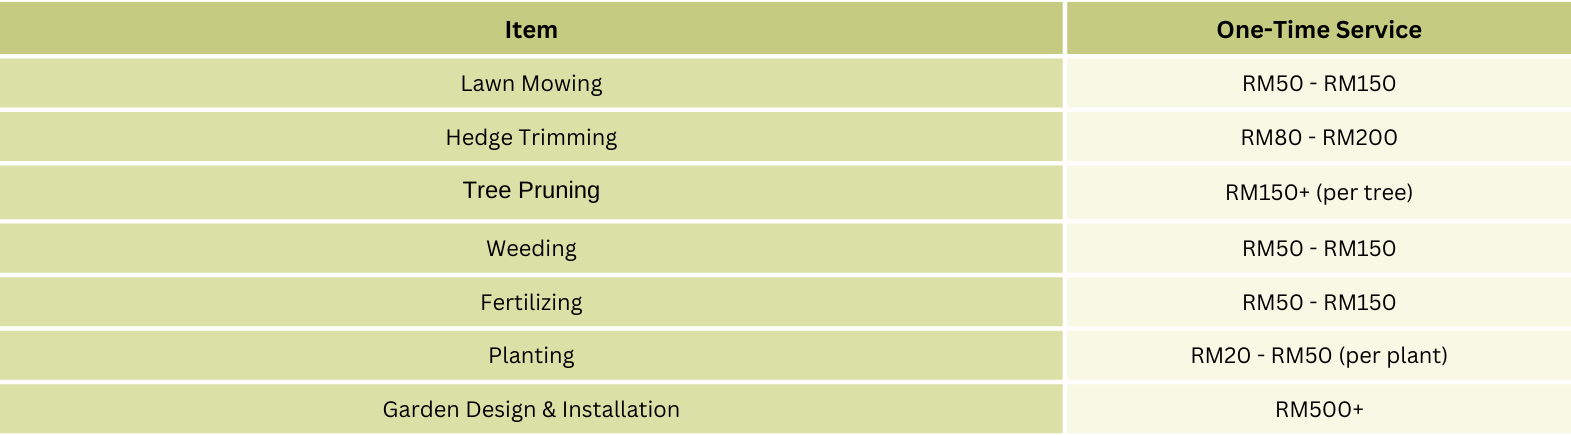 Item One-Time Service
Lawn Mowing RM50 - RM150
Hedge Trimming RM80 - RM200
Tree Pruning RM150+ (per tree)
Weeding RM50 - RM150
Fertilizing RM50 - RM150
Planting RM20 - RM50 (per plant)
Garden Design & Installation RM500+